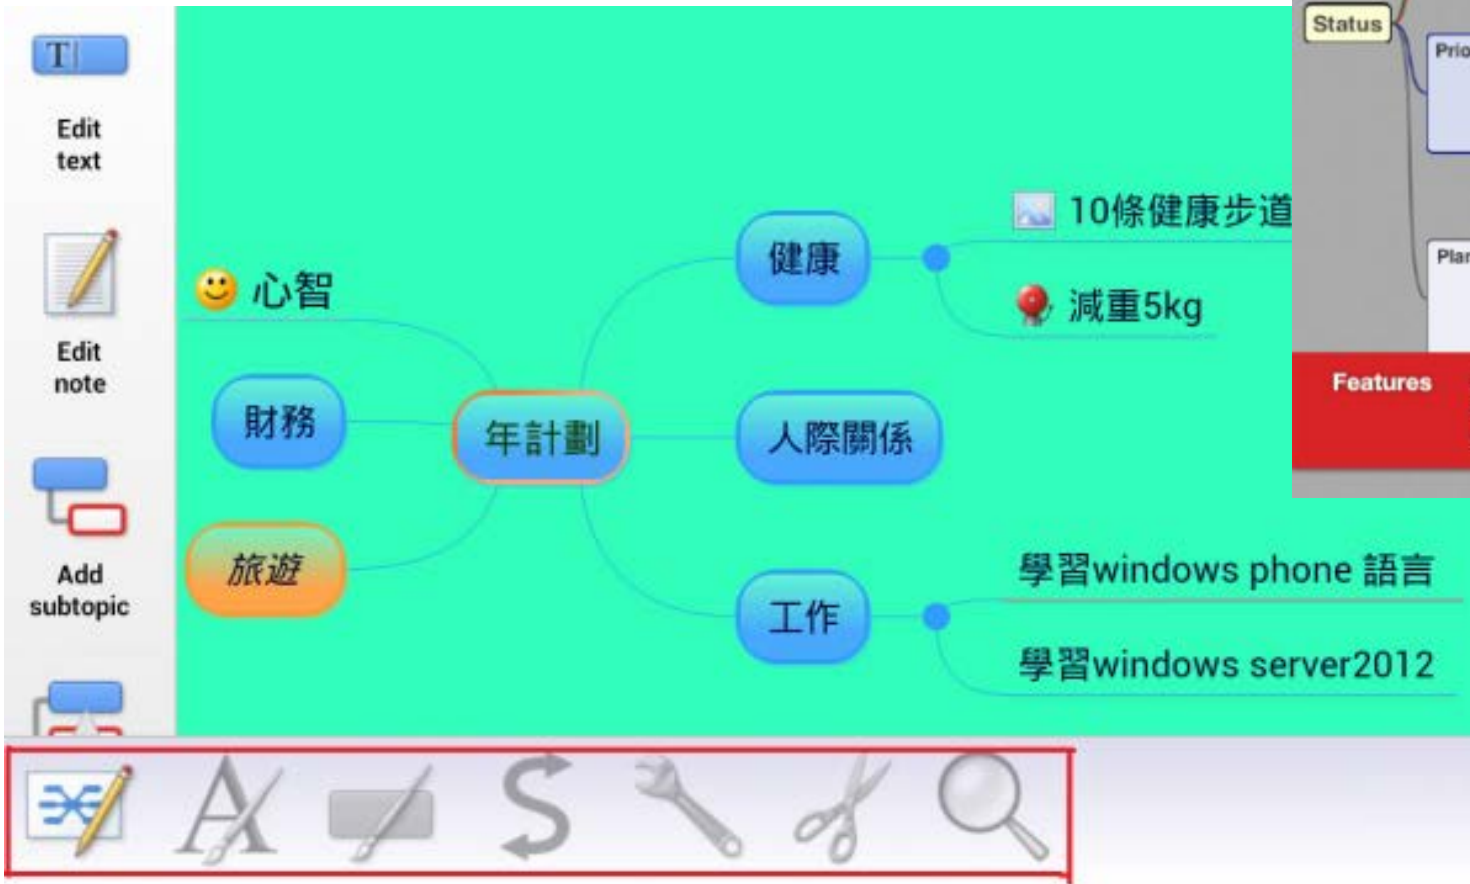 Edit
text
Edit
note
Add
subtopic
心智
財務
旅遊
年計劃
健康
10條健康步道
減重5kg
人際關係
工作
學習windows phone 語言
學習windows server2012
Status
Prio
Plan
Features